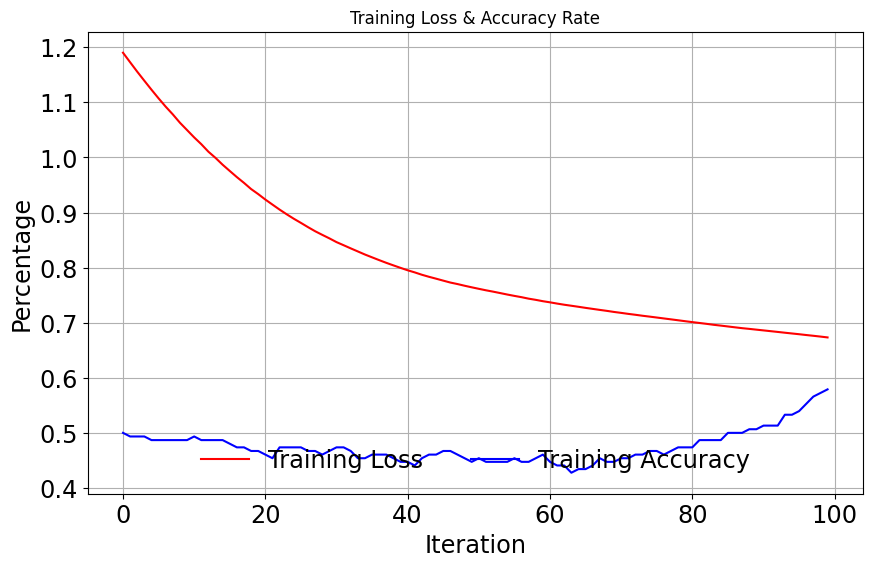 Training Loss & Accuracy Rate
1.2
1.1
1.0
0.9
0.8
0.7
0.6
0.5
0.4
Percentage
Training Loss
Training Accuracy
0 20 40 60 80 100
Iteration